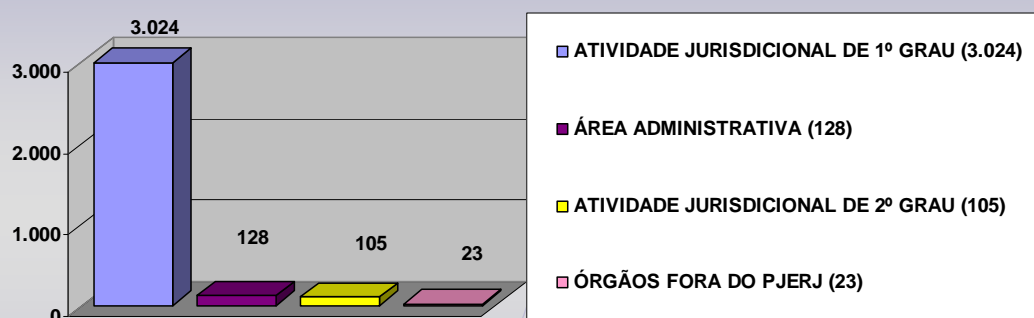 3.024
3.000
2.000
1.000
0
128
105
23
ATIVIDADE JURISDICIONAL DE 1º GRAU (3.024)
ÁREA ADMINISTRATIVA (128)
ATIVIDADE JURISDICIONAL DE 2º GRAU (105)
ÓRGÃOS FORA DO PJERJ (23)